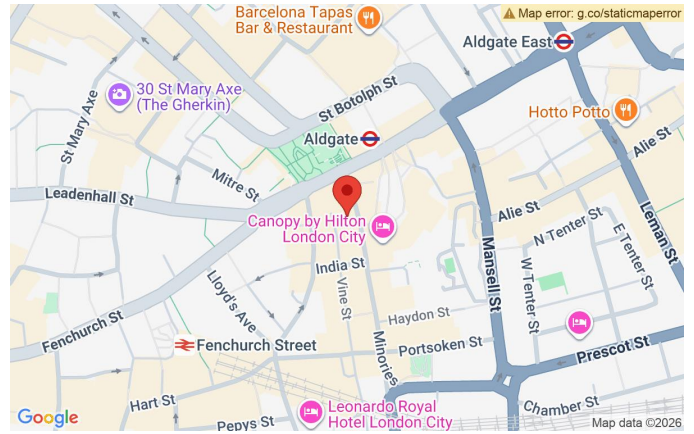 Barcelona Tapas
Bar & Restaurant
Map error: g.co/staticmaperror
Aldgate East
30 St Mary Axe
(The Gherkin)
St Botolph St
Hotto Potto
St Mary Axe
Aldgate
Alie St
Mitre St
Leadenhall St
Canopy by Hilton
London City
Alie St
Leman St
N Tenter St
E Tenter St
W Tenter St
Mansell St
India St
Lloyd's Ave
Vine St
Haydon St
Fenchurch St
Fenchurch Street
Minories
Portsoken St
Prescot St
Hart St
Leonardo Royal
Hotel London City
Chamber St
Pepys St
Google
Map data ©2026